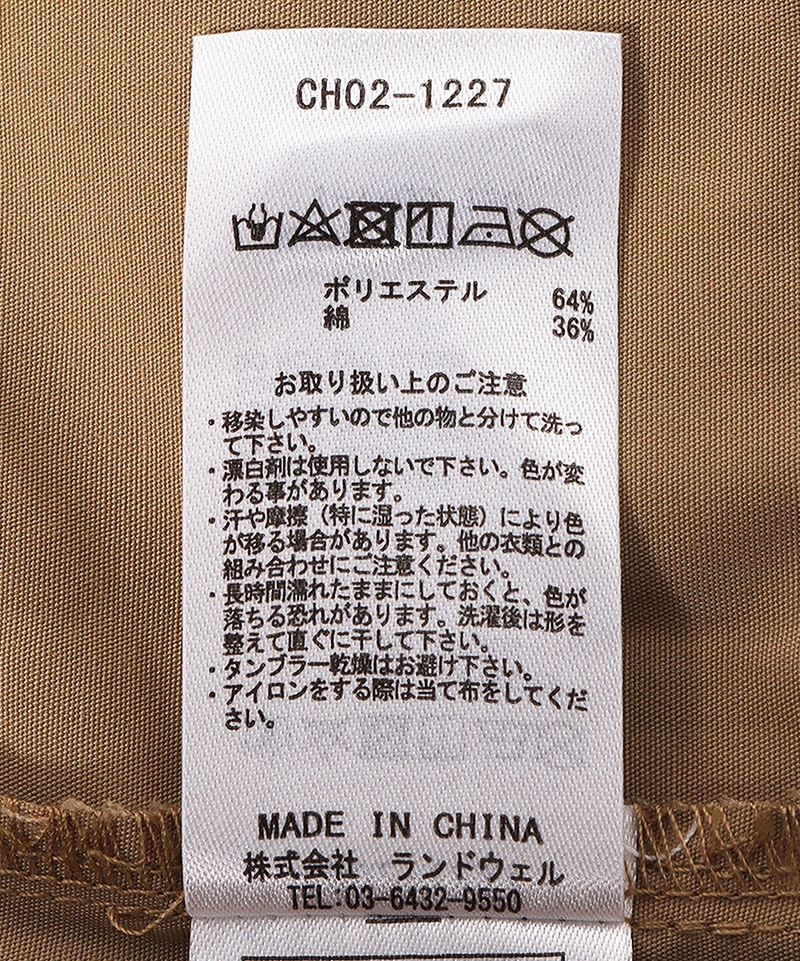 CH02-1227
ポリエステル 64%
綿 36%
お取り扱い上のご注意
・移染しやすいので他の物と分けて洗っ
て下さい。
・漂白剤は使用しないで下さい。色が変
わる事があります。
・汗や摩擦（特に湿った状態）により色
が移る場合があります。他の衣類との
組み合わせにご注意ください。
・長時間濡れたままにしておくと、色が
落ちる恐れがあります。洗濯後は形を
整えて直ぐに干して下さい。
・タンブラー乾燥はお避け下さい。
・アイロンをする際は当て布をしてくだ
さい。
MADE IN CHINA
株式会社 ランドウェル
TEL:03-6432-9550